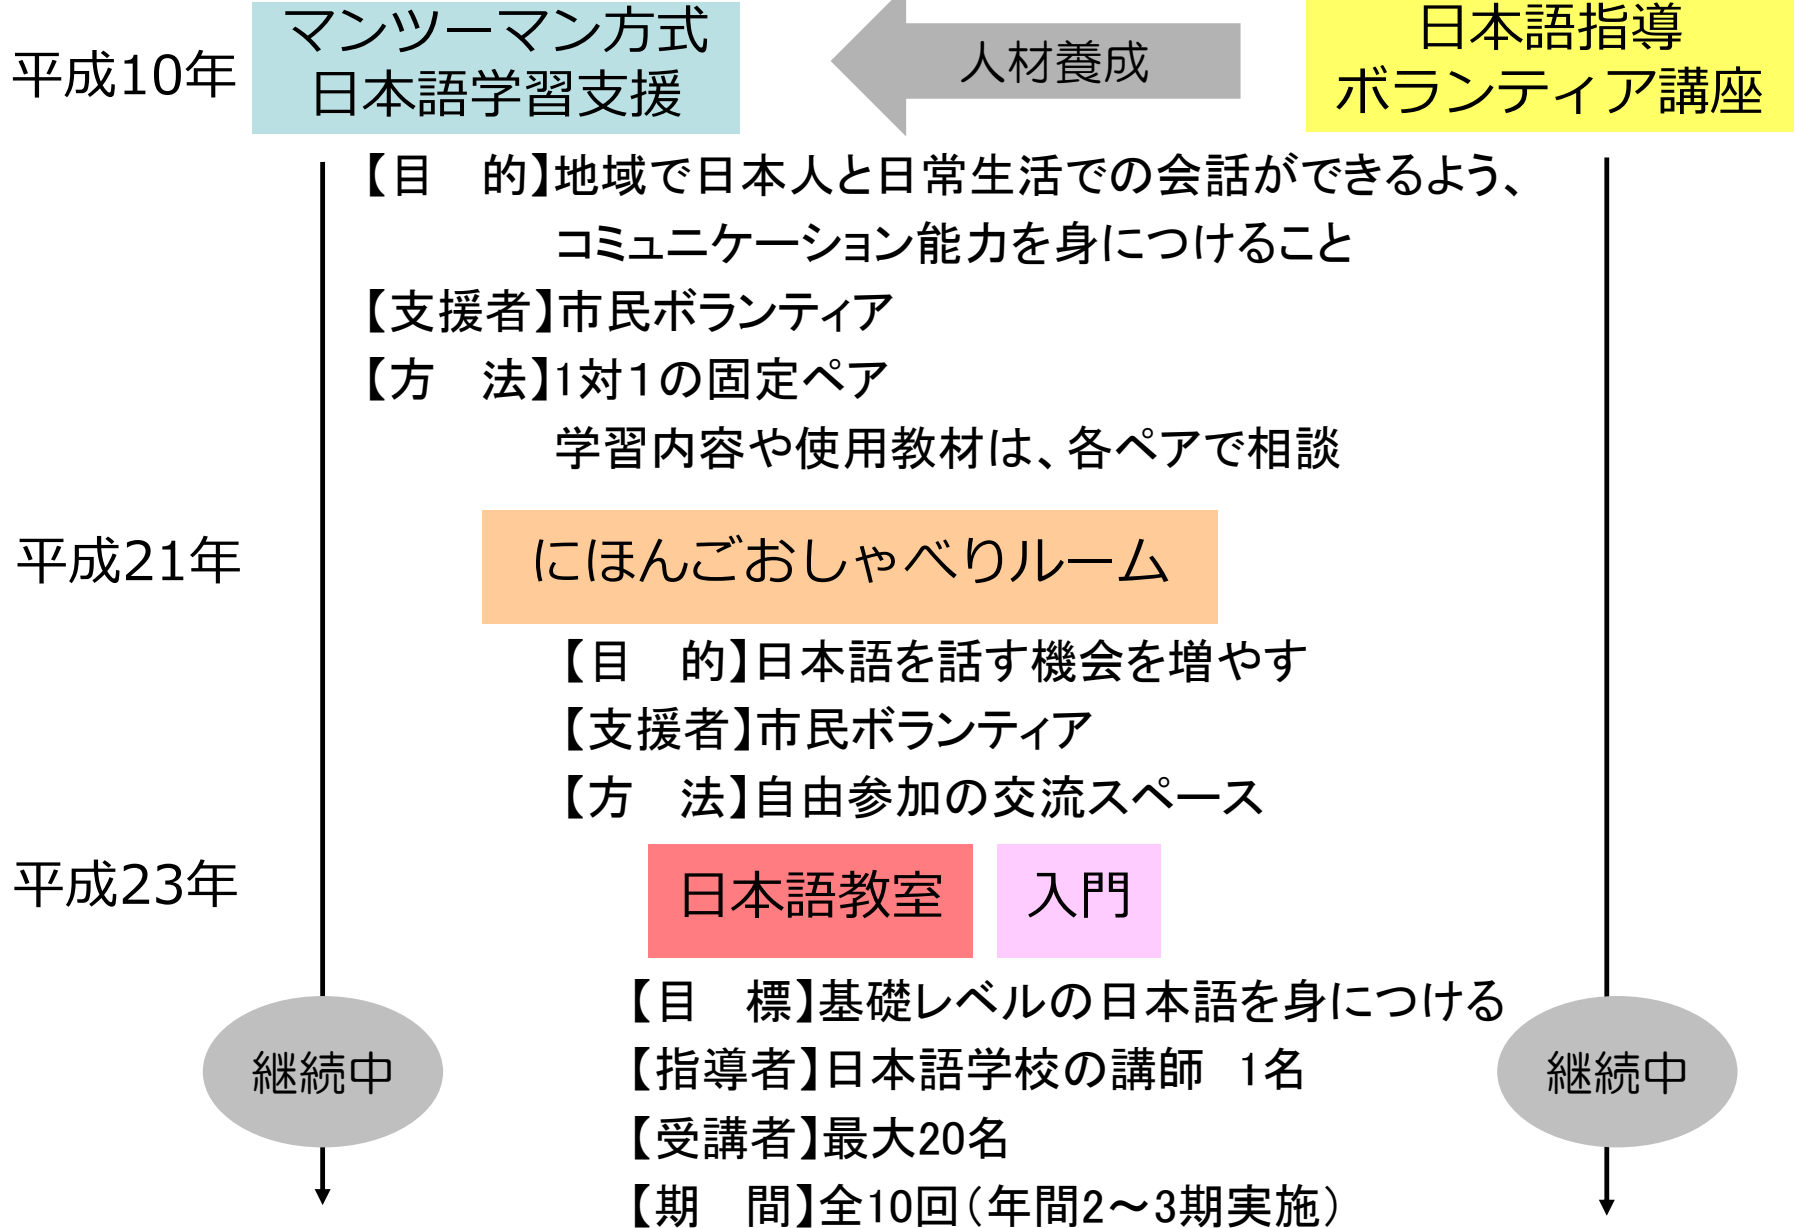 平成10年
マンツーマン方式
日本語学習支援
人材養成
日本語指導
ボランティア講座
【目　的】地域で日本人と日常生活での会話ができるよう、
コミュニケーション能力を身につけること
【支援者】市民ボランティア
【方　法】1対１の固定ペア
学習内容や使用教材は、各ペアで相談
平成21年
にほんごおしゃべりルーム
【目　的】日本語を話す機会を増やす
【支援者】市民ボランティア
【方　法】自由参加の交流スペース
平成23年
日本語教室
入門
【目　標】基礎レベルの日本語を身につける
【指導者】日本語学校の講師　1名
【受講者】最大20名
【期　間】全10回（年間2～3期実施）
継続中
継続中